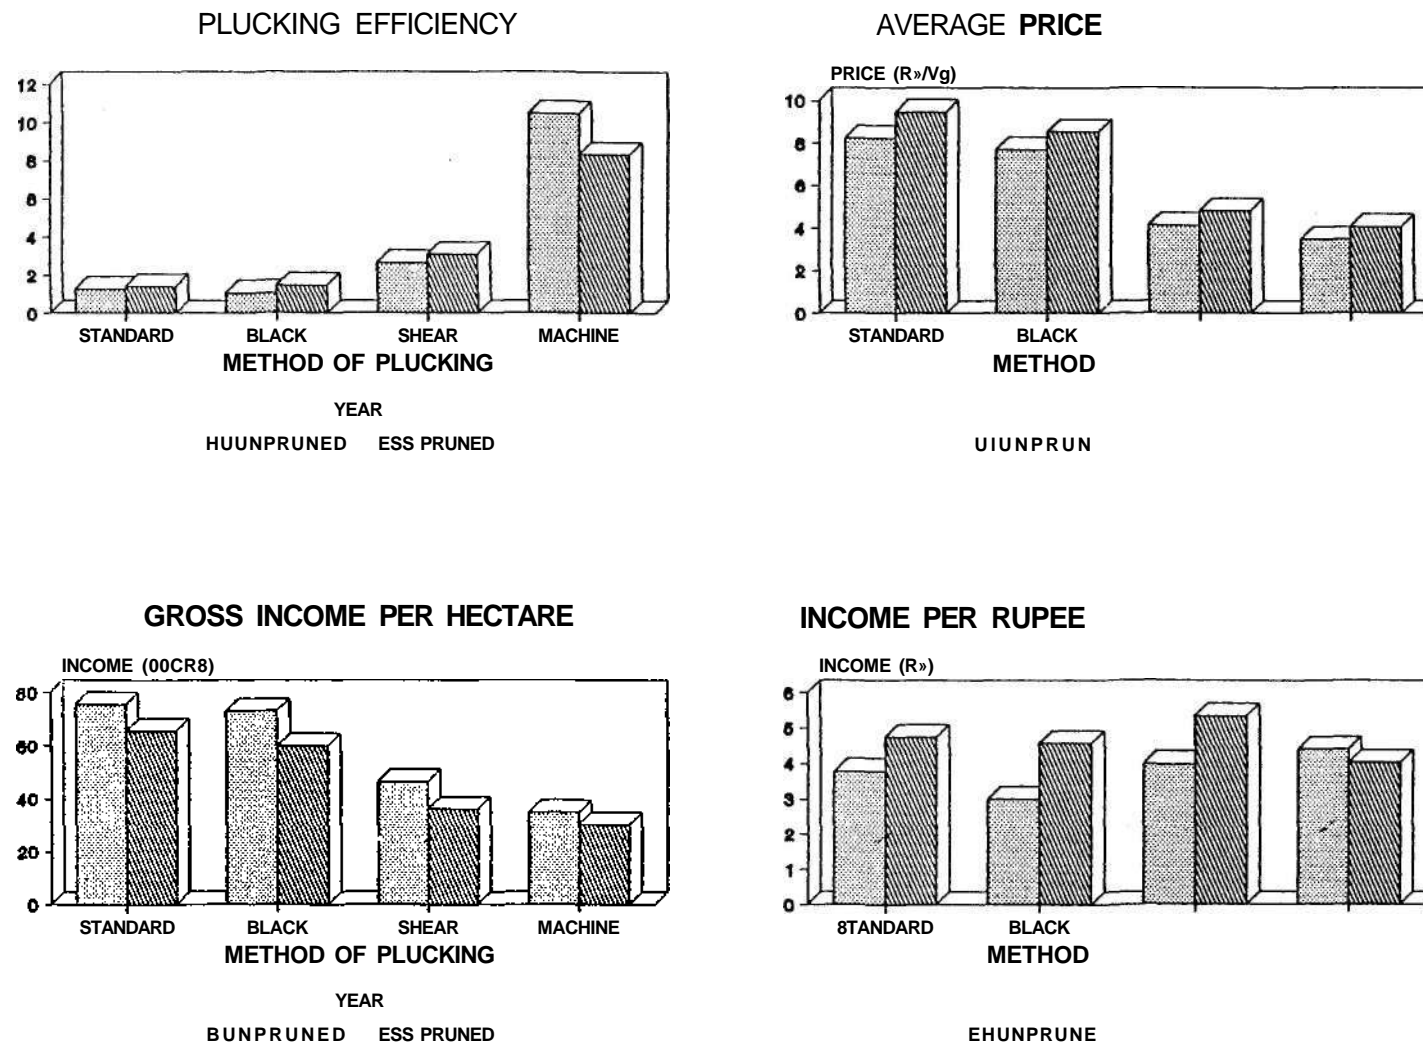 PLUCKING EFFICIENCY
12
10
8
6
4
2
0
STANDARD BLACK SHEAR MACHINE
METHOD OF PLUCKING
YEAR
HUUNPRUNED ESS PRUNED
AVERAGE PRICE
PRICE (R»/Vg)
10
8
6
4
2
0
STANDARD BLACK
METHOD
UIUNPRUN
GROSS INCOME PER HECTARE
INCOME (00CR8)
80
60
40
20
0
STANDARD BLACK SHEAR MACHINE
METHOD OF PLUCKING
YEAR
BUNPRUNED ESS PRUNED
INCOME PER RUPEE
INCOME (R»)
6
5
4
3
2
1
0
8TANDARD BLACK
METHOD
EHUNPRUNE